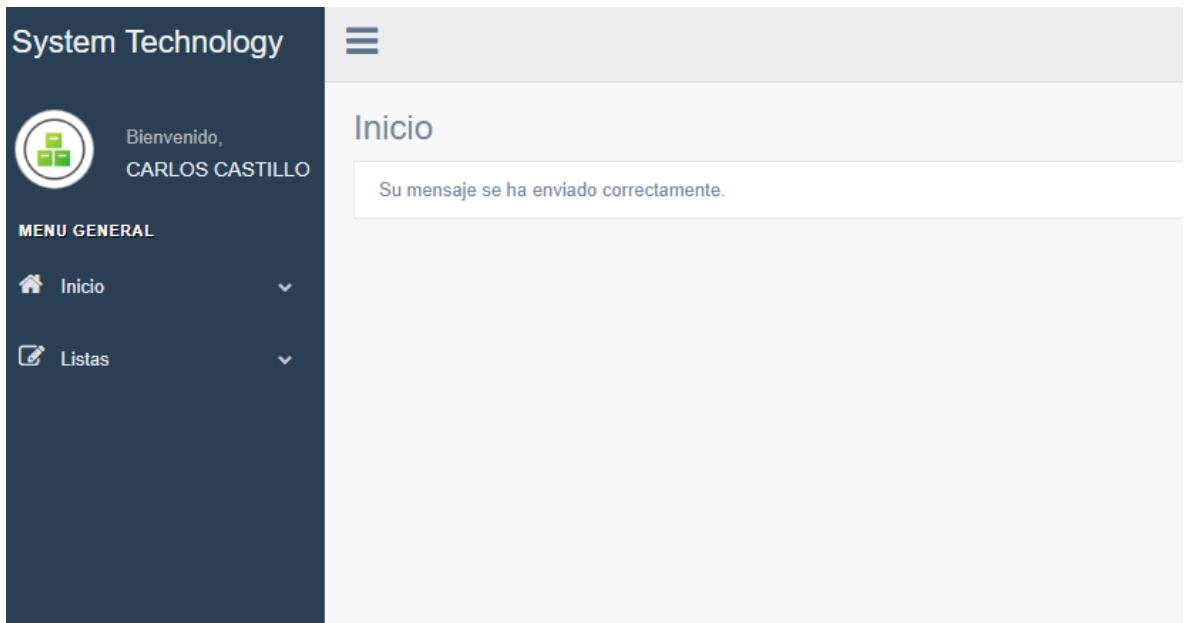 System Technology
Bienvenido,
CARLOS CASTILLO
MENU GENERAL
Inicio
Listas
Inicio
Su mensaje se ha enviado correctamente.